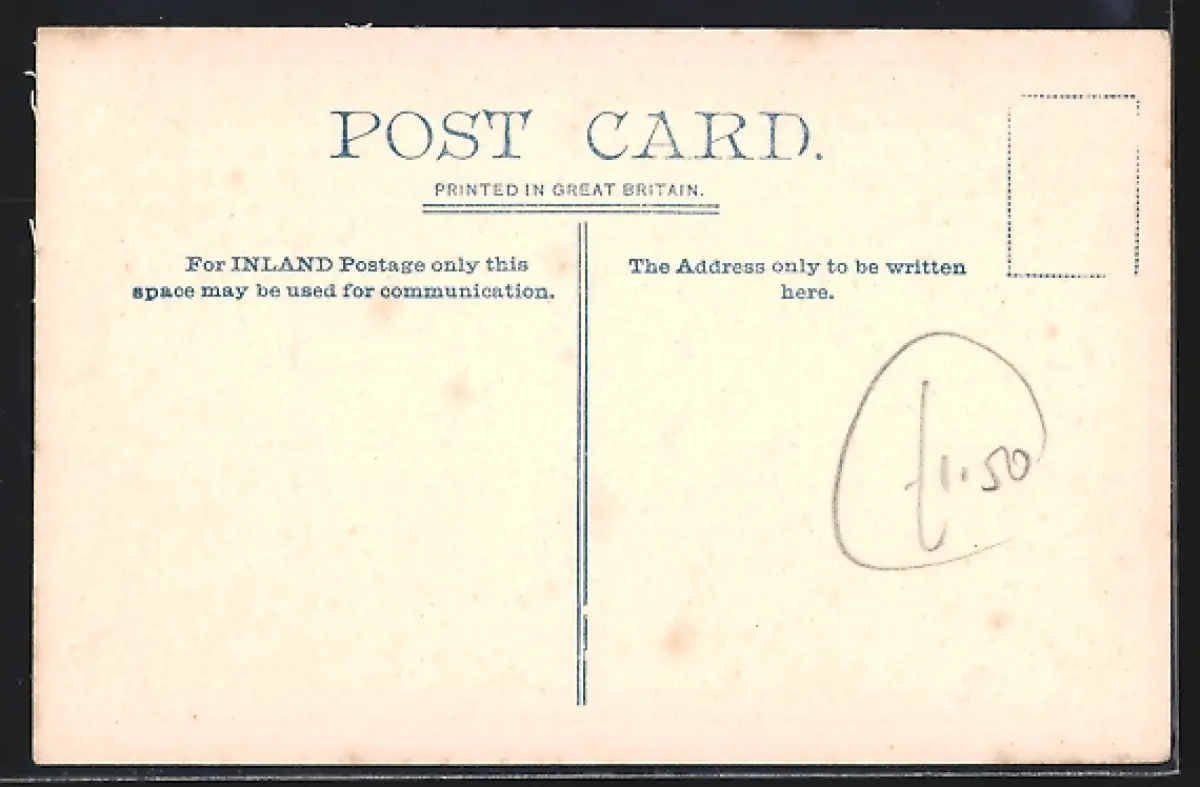 POST CARD.
PRINTED IN GREAT BRITAIN.
For INLAND Postage only this
space may be used for communication.
The Address only to be written
here.
£1.50